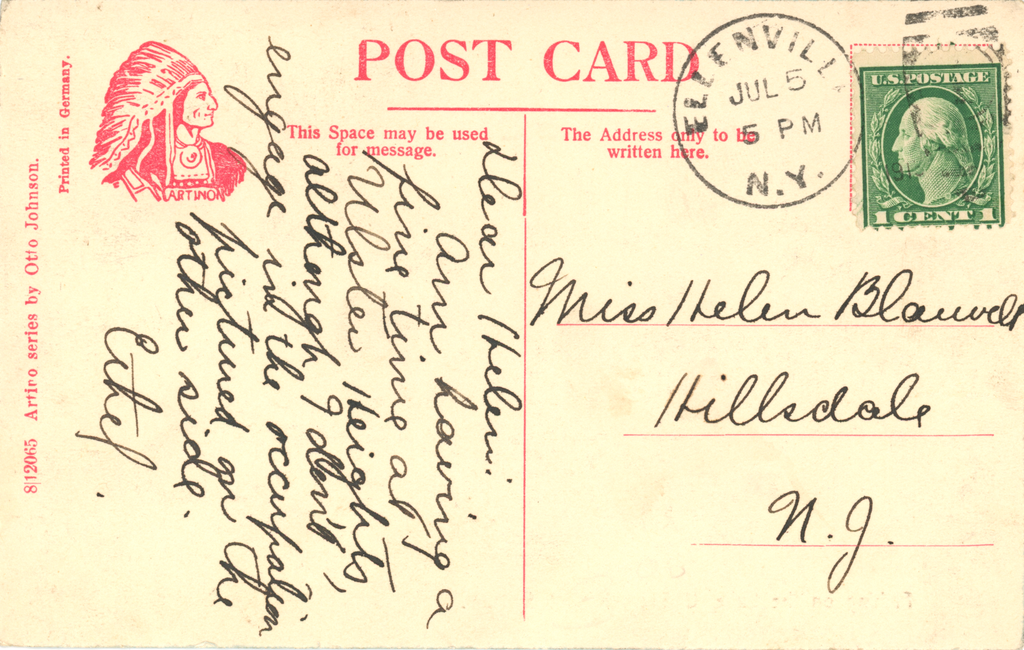 POST CARD
This Space may be used
for message.
The Address only to be
written here.
Printed in Germany.
ARTINO
8|12065 Artino series by Otto Johnson.
ELLENVILL
JUL 5
5 PM
N.Y.
U.S. POSTAGE
1 CENT 1
Dear Helen:
Am having a
fine time at
Ulster Heights,
although I don't,
engage in the occupation
pictured on the
other side.
Ethel
Miss Helen Blauvelt
Hillsdale
N. J.